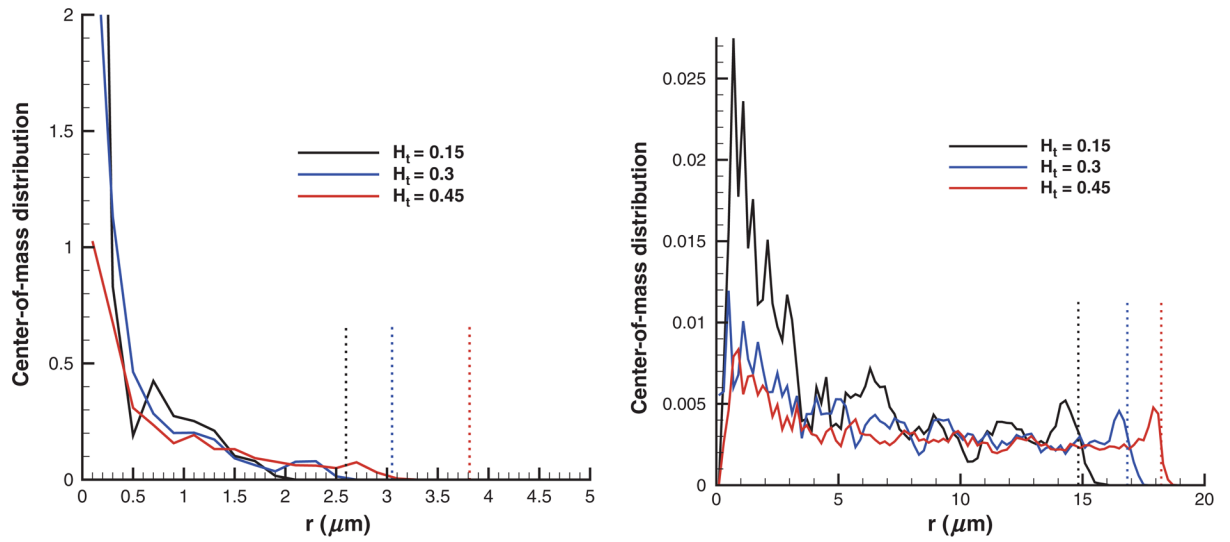 2
1.5
1
0.5
0
Center-of-mass distribution
H_t = 0.15
H_t = 0.3
H_t = 0.45
0 0.5 1 1.5 2 2.5 3 3.5 4 4.5 5
r (μm)
0.025
0.02
0.015
0.01
0.005
0
Center-of-mass distribution
H_t = 0.15
H_t = 0.3
H_t = 0.45
0 5 10 15 20
r (μm)